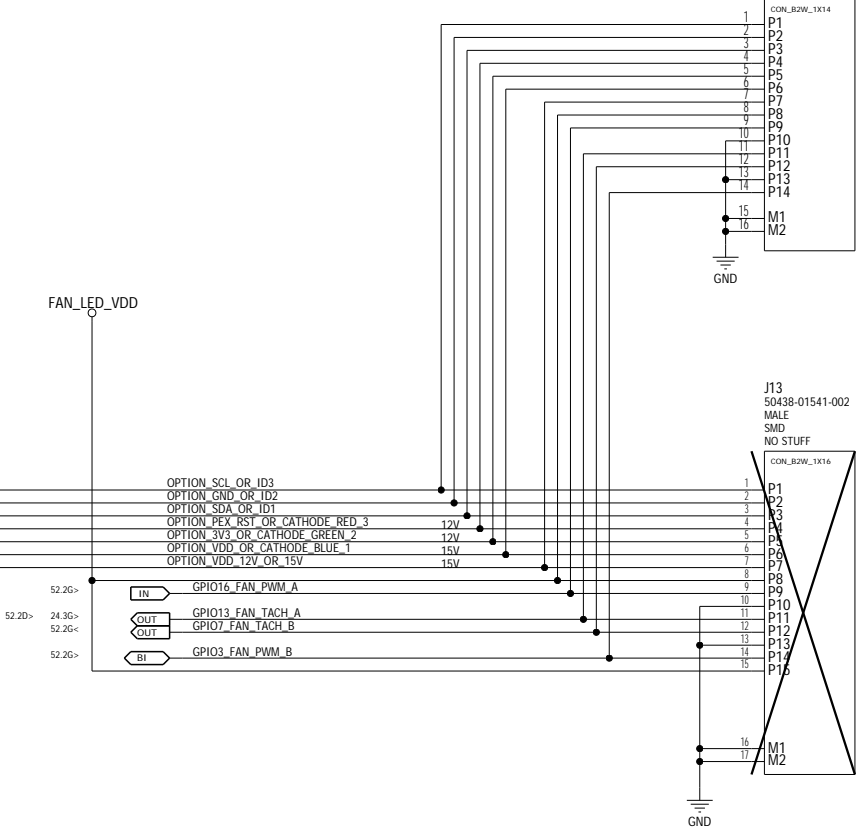 CON_B2W_1X14
1 P1
2 P2
3 P3
4 P4
5 P5
6 P6
7 P7
8 P8
9 P9
10 P10
11 P11
12 P12
13 P13
14 P14
15 M1
16 M2
GND
FAN_LED_VDD
J13
50438-01541-002
MALE
SMD
NO STUFF
CON_B2W_1X16
OPTION_SCL_OR_ID3 1 P1
OPTION_GND_OR_ID2 2 P2
OPTION_SDA_OR_ID1 3 P3
OPTION_PEX_RST_OR_CATHODE_RED_3 12V 4 P4
OPTION_3V3_OR_CATHODE_GREEN_2 12V 5 P5
OPTION_VDD_OR_CATHODE_BLUE_1 15V 6 P6
OPTION_VDD_12V_OR_15V 15V 7 P7
8 P8
52.2G> IN GPIO16_FAN_PWM_A 9 P9
10 P10
52.2D> 24.3G> OUT GPIO13_FAN_TACH_A 11 P11
52.2G< OUT GPIO7_FAN_TACH_B 12 P12
13 P13
52.2G> BI GPIO3_FAN_PWM_B 14 P14
15 P15
16 M1
17 M2
GND